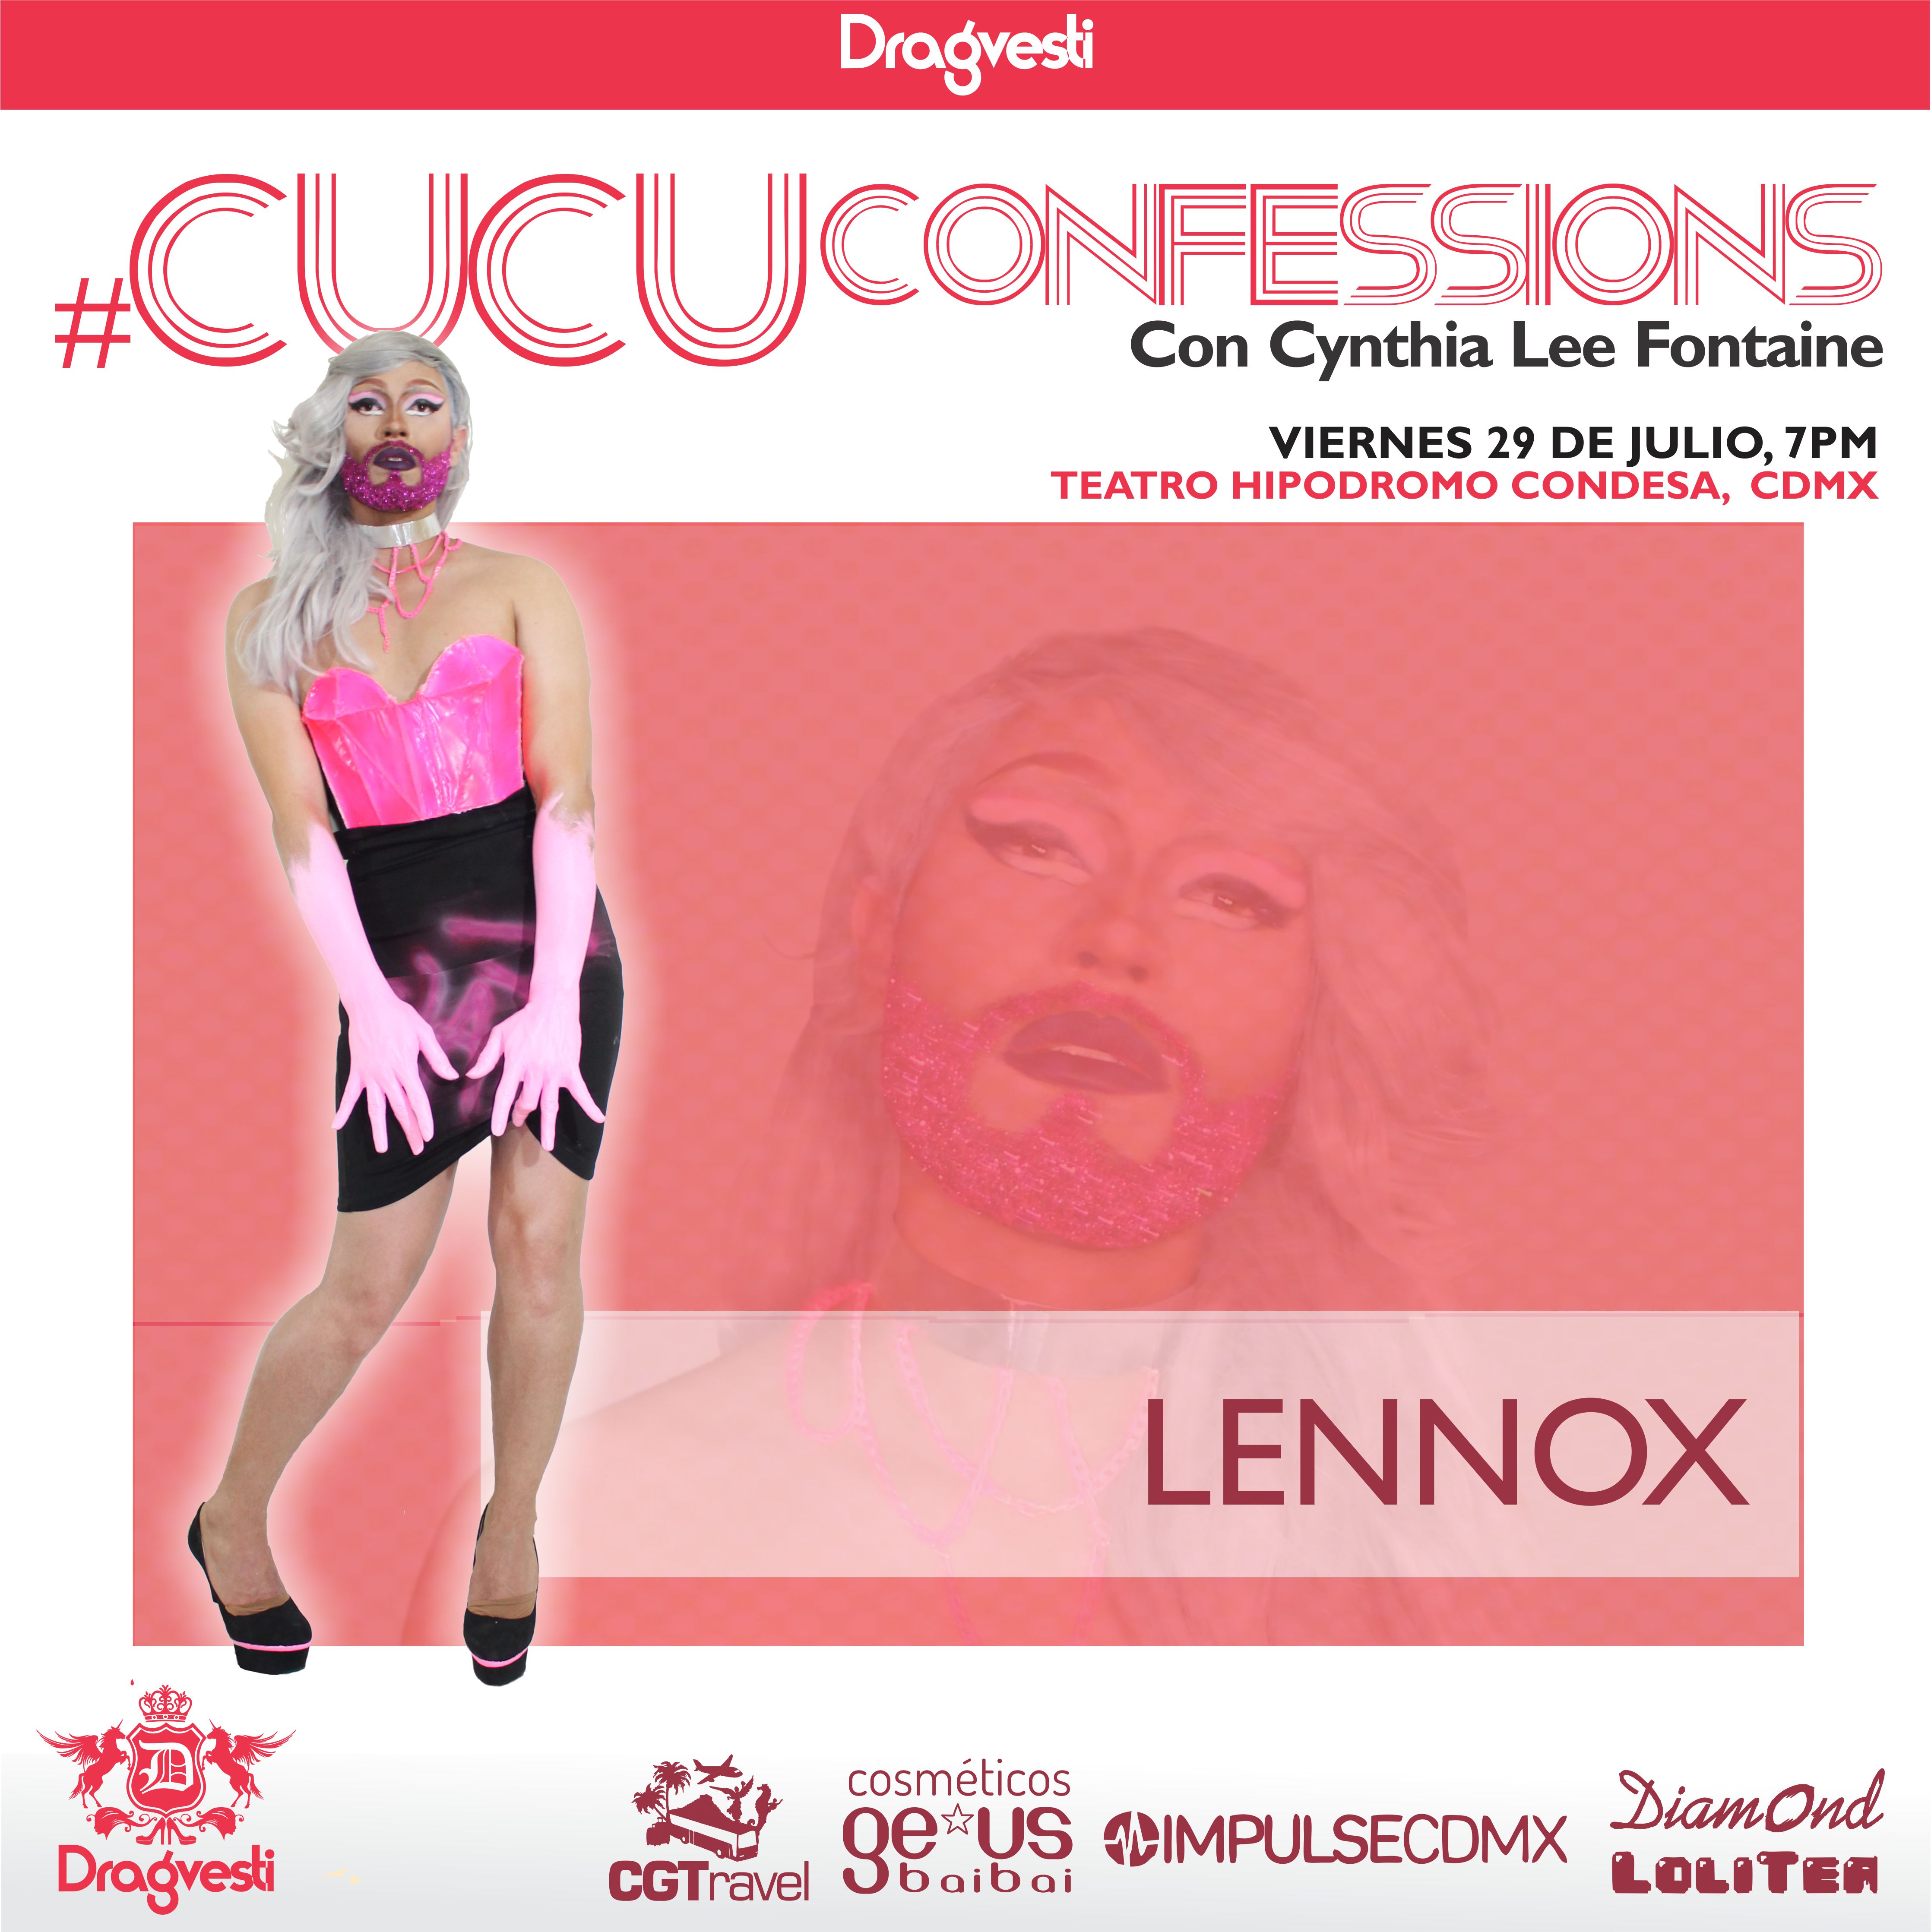 Dragvesti
#CUCUCONFESSIONS
Con Cynthia Lee Fontaine
VIERNES 29 DE JULIO, 7PM
TEATRO HIPODROMO CONDESA, CDMX
LENNOX
D
Dragvesti
CGTravel
cosméticos
ge☆us
baibai
IMPULSECDMX
DiamOnd
LOLITEA